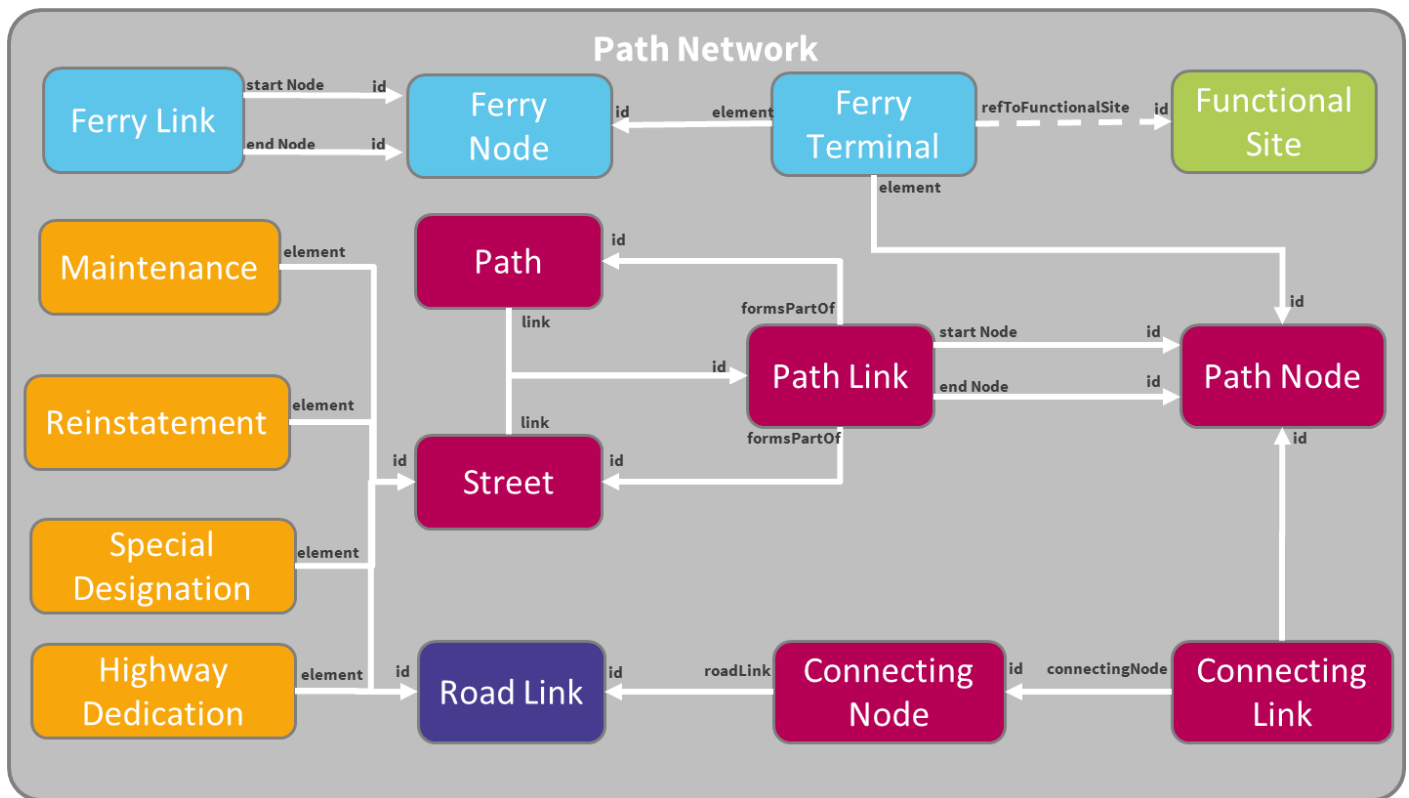 Path Network
Ferry Link
start Node
id
end Node
id
Ferry
Node
id
element
Ferry
Terminal
refToFunctionalSite
id
Functional
Site
element
Maintenance
element
Path
id
link
formsPartOf
id
Reinstatement
element
id
Path Link
start Node
id
end Node
id
Path Node
link
formsPartOf
id
id
Street
id
Special
Designation
element
Highway
Dedication
element
id
Road Link
id
roadLink
Connecting
Node
id
connectingNode
Connecting
Link